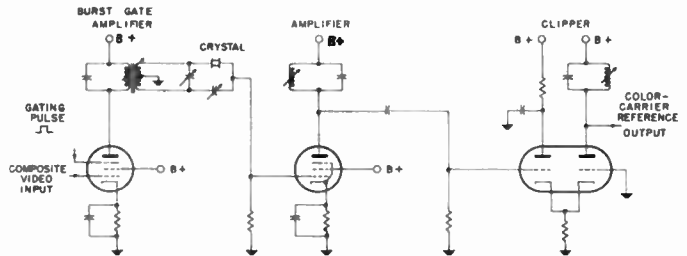 BURST GATE
AMPLIFIER
B+
CRYSTAL
AMPLIFIER
B+
CLIPPER
B+
B+
GATING
PULSE
COMPOSITE
VIDEO
INPUT
B+
B+
COLOR-
CARRIER
REFERENCE
OUTPUT